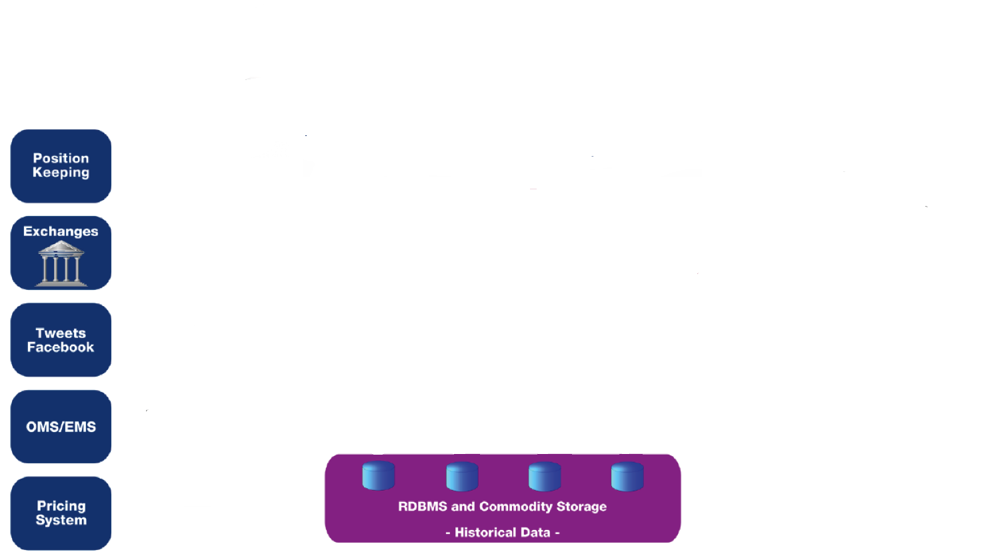 Position
Keeping
Exchanges
Tweets
Facebook
OMS/EMS
Pricing
System
RDBMS and Commodity Storage
- Historical Data -